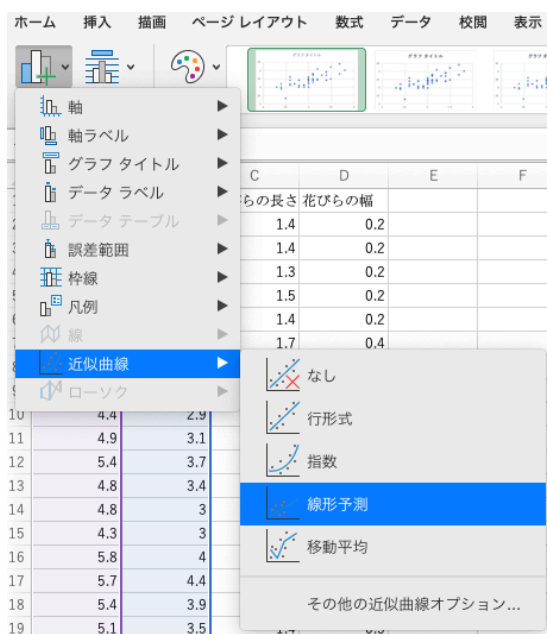 ホーム 挿入 描画 ページ レイアウト 数式 データ 校閲 表示
軸
軸ラベル
グラフ タイトル
データ ラベル
データ テーブル
誤差範囲
枠線
凡例
線
近似曲線
ローソク
なし
行形式
指数
線形予測
移動平均
その他の近似曲線オプション...
C D E F
らの長さ 花びらの幅
1.4 0.2
1.4 0.2
1.3 0.2
1.5 0.2
1.4 0.2
1.7 0.4
10 4.4 2.9
11 4.9 3.1
12 5.4 3.7
13 4.8 3.4
14 4.8 3
15 4.3 3
16 5.8 4
17 5.7 4.4
18 5.4 3.9
19 5.1 3.5